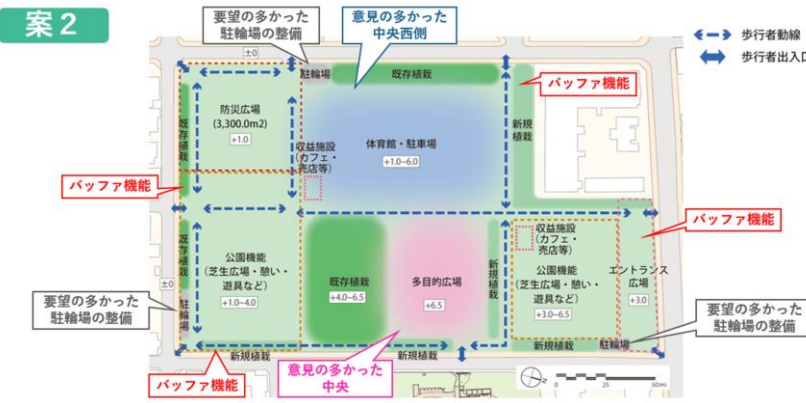 案２
要望の多かった
駐輪場の整備
意見の多かった
中央西側
歩行者動線
歩行者出入口
±0
駐輪場
既存植栽
バッファ機能
防災広場
(3,300.0m2)
+1.0
既存植栽
収益施設
(カフェ・
売店等)
体育館・駐車場
+1.0~6.0
新規植栽
バッファ機能
バッファ機能
既存植栽
公園機能
(芝生広場・憩い・
遊具など)
+1.0~4.0
既存植栽
+4.0~6.5
多目的広場
+6.5
新規植栽
収益施設
(カフェ・
売店等)
公園機能
(芝生広場・憩い・
遊具など)
+3.0~6.5
エントランス
広場
+3.0
±0
要望の多かった
駐輪場の整備
駐輪場
要望の多かった
駐輪場の整備
新規植栽
新規植栽
新規植栽
駐輪場
バッファ機能
意見の多かった
中央
N
0
25
50(m)